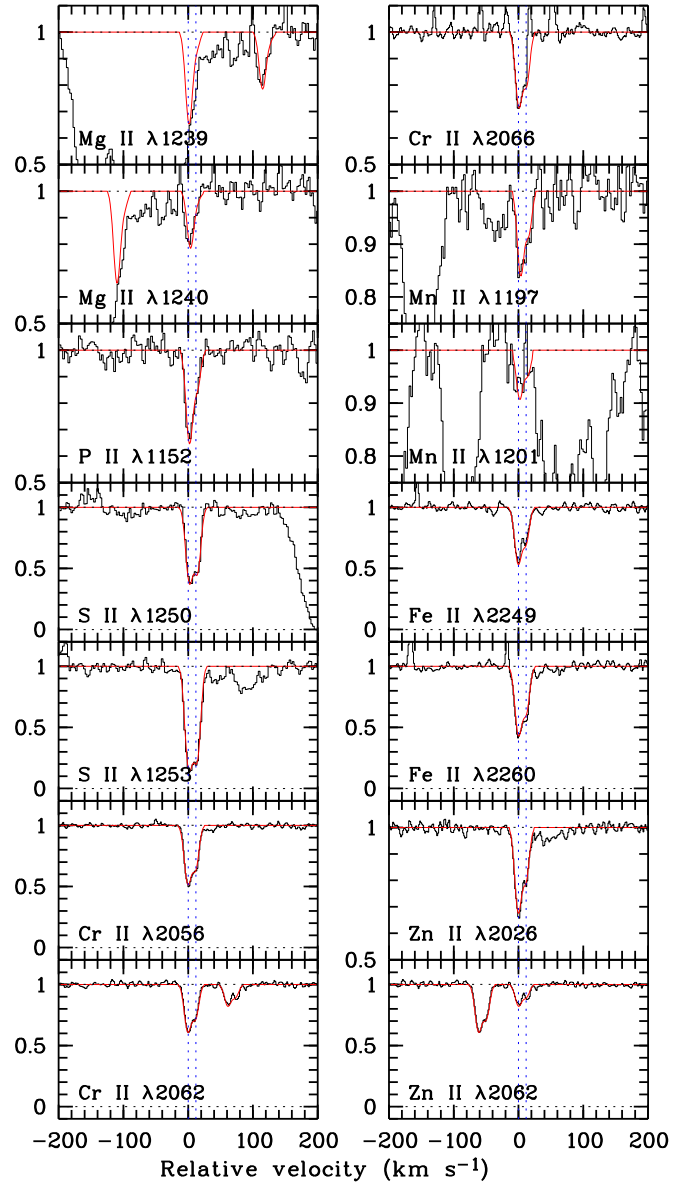 1
Mg II λ1239
Cr II λ2066
0.5
1
1
0.9
0.8
Mg II λ1240
Mn II λ1197
0.5
1
1
0.9
0.8
P II λ1152
Mn II λ1201
0.5
1
1
0.5
0.5
S II λ1250
Fe II λ2249
0
0
1
1
0.5
0.5
S II λ1253
Fe II λ2260
0
0
1
1
0.5
Cr II λ2056
Zn II λ2026
0
0.5
1
1
0.5
0.5
Cr II λ2062
Zn II λ2062
0
0
-200 -100 0 100 200
-200 -100 0 100 200
Relative velocity (km s⁻¹)